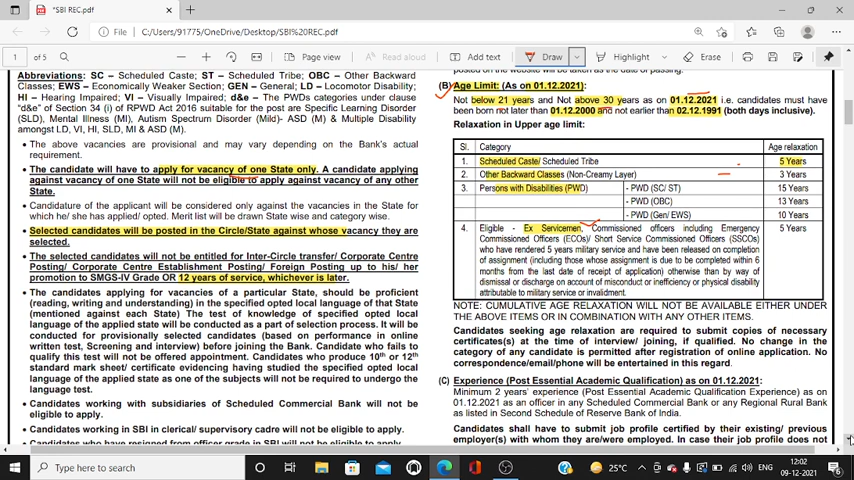 *SBI REC.pdf
File
C:/Users/91775/OneDrive/Desktop/SBI%20REC.pdf
1
of 5
Page view
Read aloud
Add text
Draw
Highlight
Erase
Abbreviations: SC – Scheduled Caste, ST - Scheduled Tribe, OBC - Other Backward
Classes, EWS – Economically Weaker Section, GEN – General, LD – Locomotor Disability,
HI – Hearing Impaired, VI – Visually Impaired, d&e – The PWDs categories under clause
“d&e” of Section 34 (i) of RPWD Act 2016 suitable for the post are Specific Learning Disorder
(SLD), Mental Illness (MI), Autism Spectrum Disorder (Mild)- ASD (M) & Multiple Disability
amongst LD, VI, HI, SLD, MI & ASD (M).
• The above vacancies are provisional and may vary depending on the Bank's actual
requirement.
• The candidate will have to apply for vacancy of one State only. A candidate applying
against vacancy of one State will not be eligible to apply against vacancy of any other
State.
• Candidature of the applicant will be considered only against the vacancies in the State for
which he/ she has applied/ opted. Merit list will be drawn State wise and category wise.
• Selected candidates will be posted in the Circle/State against whose vacancy they are
selected.
• The selected candidates will not be entitled for Inter-Circle transfer/ Corporate Centre
Posting/ Corporate Centre Establishment Posting/ Foreign Posting up to his/ her
promotion to SMGS-IV Grade OR 12 years of service, whichever is later.
• The candidates applying for vacancies of a particular State, should be proficient
(reading, writing and understanding) in the specified opted local language of that State
(mentioned against each State) The test of knowledge of specified opted local
language of the applied state will be conducted as a part of selection process. It will be
conducted for provisionally selected candidates (based on performance in online
written test, Screening and interview) before joining the Bank. Candidate who fails to
qualify this test will not be offered appointment. Candidates who produce 10th or 12th
standard mark sheet/ certificate evidencing having studied the specified opted local
language of the applied state as one of the subjects will not be required to undergo the
language test.
• Candidates working with subsidiaries of Scheduled Commercial Bank will not be
eligible to apply.
• Candidates working in SBI in clerical/ supervisory cadre will not be eligible to apply.
• Candidates who have resigned from officer grade in SBI will not be eligible to apply
posted on the website will be taken as the date of passing.
(B) Age Limit: (As on 01.12.2021)
Not below 21 years and Not above 30 years as on 01.12.2021 i.e. candidates must have
been born not later than 01.12.2000 and not earlier than 02.12.1991 (both days inclusive).
Relaxation in Upper age limit:
Sl. Category Age relaxation
1. Scheduled Caste/ Scheduled Tribe 5 Years
2. Other Backward Classes (Non-Creamy Layer) 3 Years
3. Persons with Disabilities (PWD) - PWD (SC/ ST) 15 Years
- PWD (OBC) 13 Years
- PWD (Gen/ EWS) 10 Years
4. Eligible - Ex Servicemen, Commissioned officers including Emergency 5 Years
Commissioned Officers (ECOs)/ Short Service Commissioned Officers (SSCOs)
who have rendered 5 years military service and have been released on completion
of assignment (including those whose assignment is due to be completed within 6
months from the last date of receipt of application) otherwise than by way of
dismissal or discharge on account of misconduct or inefficiency or physical disability
attributable to military service or invalidment.
NOTE: CUMULATIVE AGE RELAXATION WILL NOT BE AVAILABLE EITHER UNDER
THE ABOVE ITEMS OR IN COMBINATION WITH ANY OTHER ITEMS.
Candidates seeking age relaxation are required to submit copies of necessary
certificate(s) at the time of interview/ joining, if qualified. No change in the
category of any candidate is permitted after registration of online application. No
correspondence/email/phone will be entertained in this regard.
(C) Experience (Post Essential Academic Qualification) as on 01.12.2021:
Minimum 2 years' experience (Post Essential Academic Qualification Experience) as on
01.12.2021 as an officer in any Scheduled Commercial Bank or any Regional Rural Bank
as listed in Second Schedule of Reserve Bank of India.
Candidates shall have to submit job profile certified by their existing/ previous
employer(s) with whom they are/were employed. In case their job profile does not
Type here to search
25°C
ENG
12:02
09-12-2021